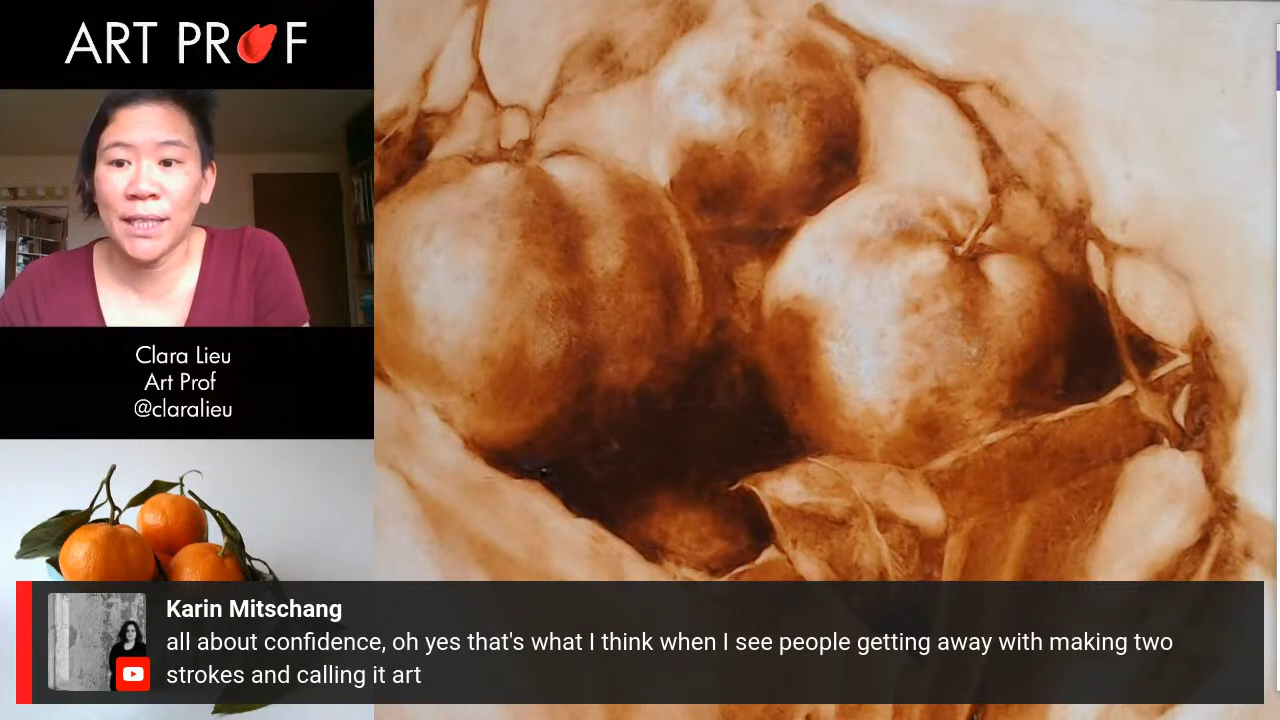 ART PROF
Clara Lieu
Art Prof
@claralieu
Karin Mitschang
all about confidence, oh yes that's what I think when I see people getting away with making two
strokes and calling it art